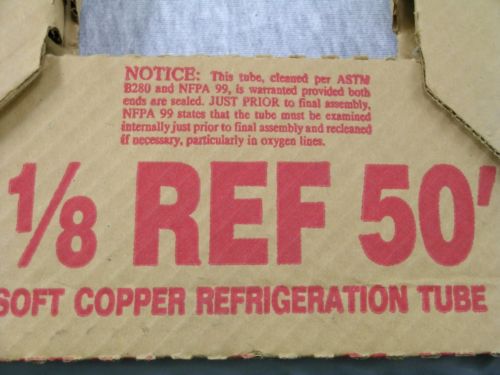 NOTICE: This tube, cleaned per ASTM
B280 and NFPA 99, is warranted provided both
ends are sealed. JUST PRIOR to final assembly,
NFPA 99 states that the tube must be examined
internally just prior to final assembly and recleaned
if necessary, particularly in oxygen lines.
1/8 REF 50'
SOFT COPPER REFRIGERATION TUBE